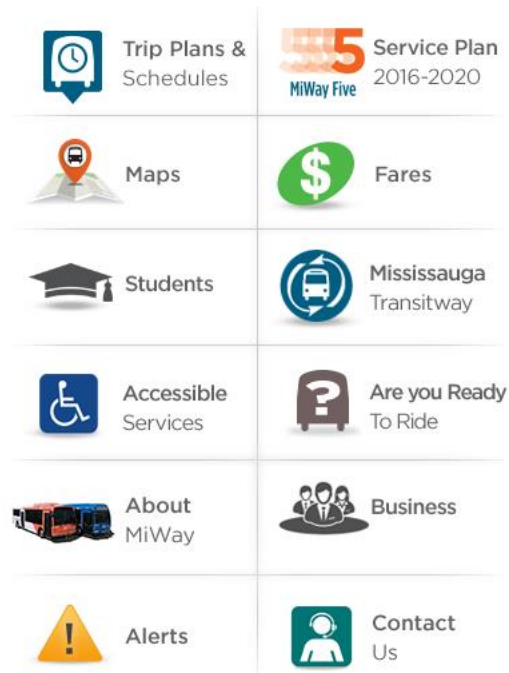 Trip Plans &
Schedules
5
MiWay Five
Service Plan
2016-2020
Maps
$
Fares
Students
Mississauga
Transitway
Accessible
Services
?
Are you Ready
To Ride
About
MiWay
Business
!
Alerts
Contact
Us